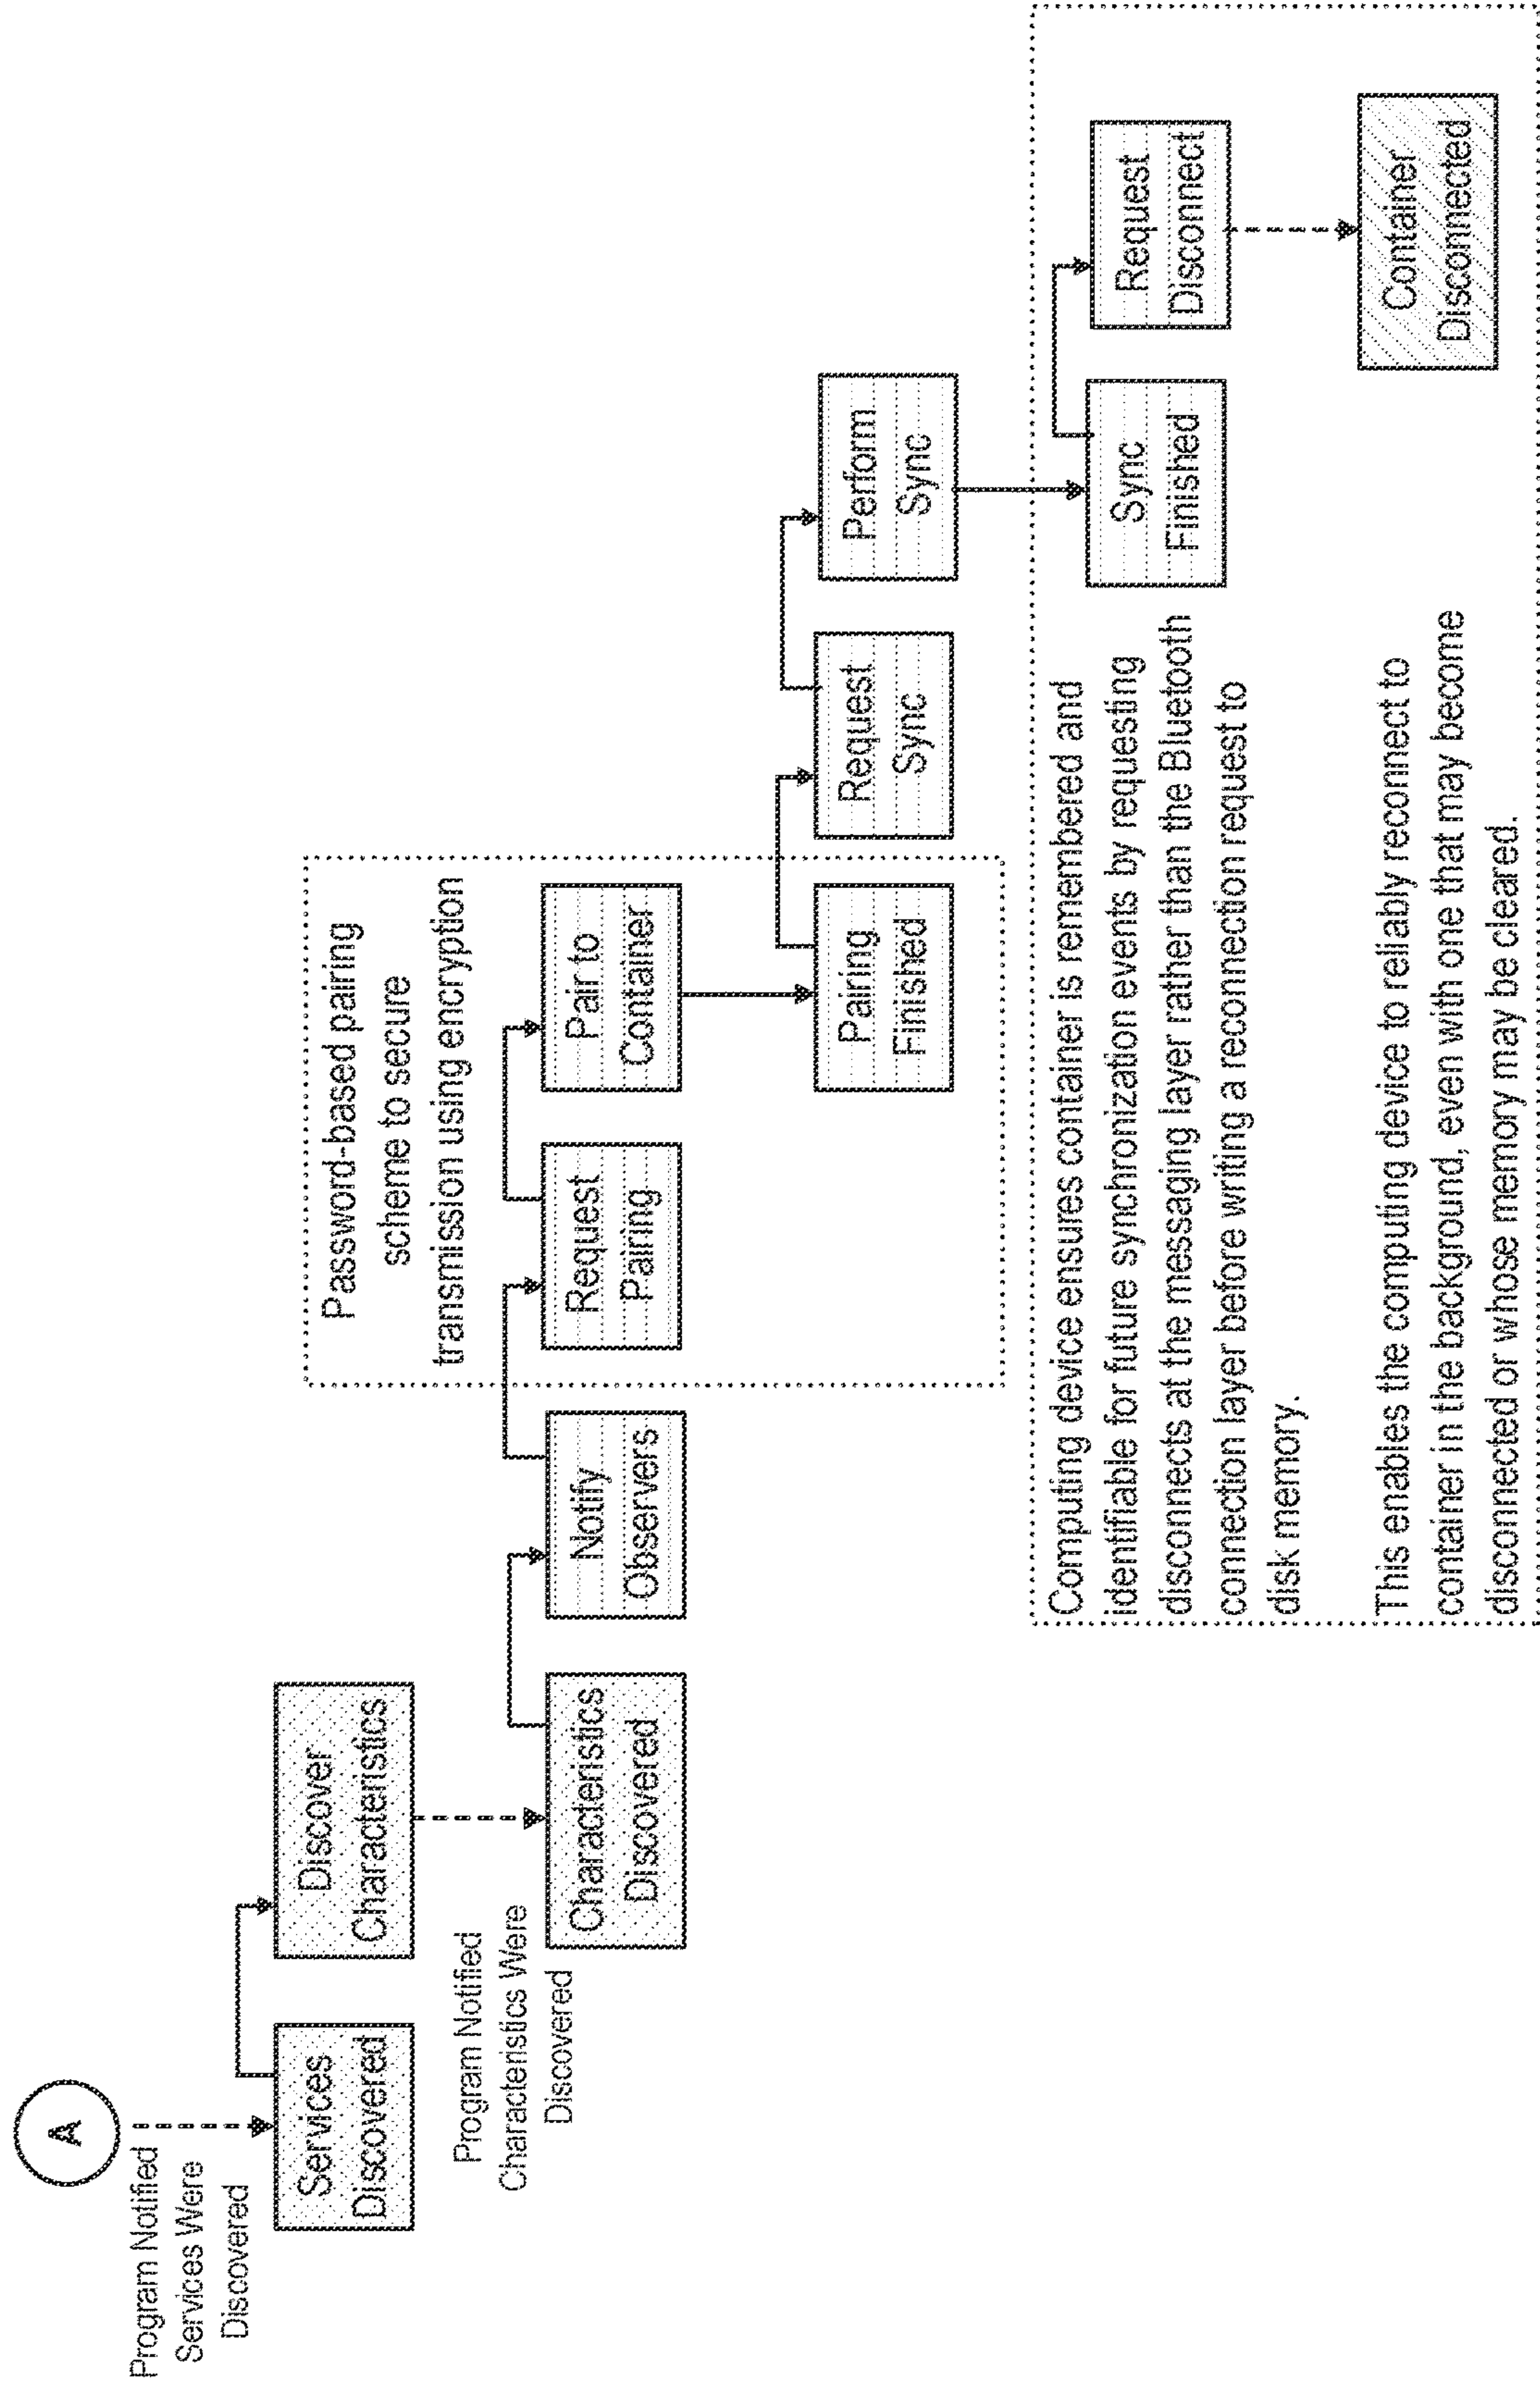 A
Program Notified
Services Were
Discovered
Services
Discovered
Discover
Characteristics
Program Notified
Characteristics Were
Discovered
Characteristics
Discovered
Notify
Observers
Password-based pairing
scheme to secure
transmission using encryption
Request
Pairing
Pair to
Container
Pairing
Finished
Request
Sync
Perform
Sync
Computing device ensures container is remembered and
identifiable for future synchronization events by requesting
disconnects at the messaging layer rather than the Bluetooth
connection layer before writing a reconnection request to
disk memory.
This enables the computing device to reliably reconnect to
container in the background, even with one that may become
disconnected or whose memory may be cleared.
Sync
Finished
Request
Disconnect
Container
Disconnected